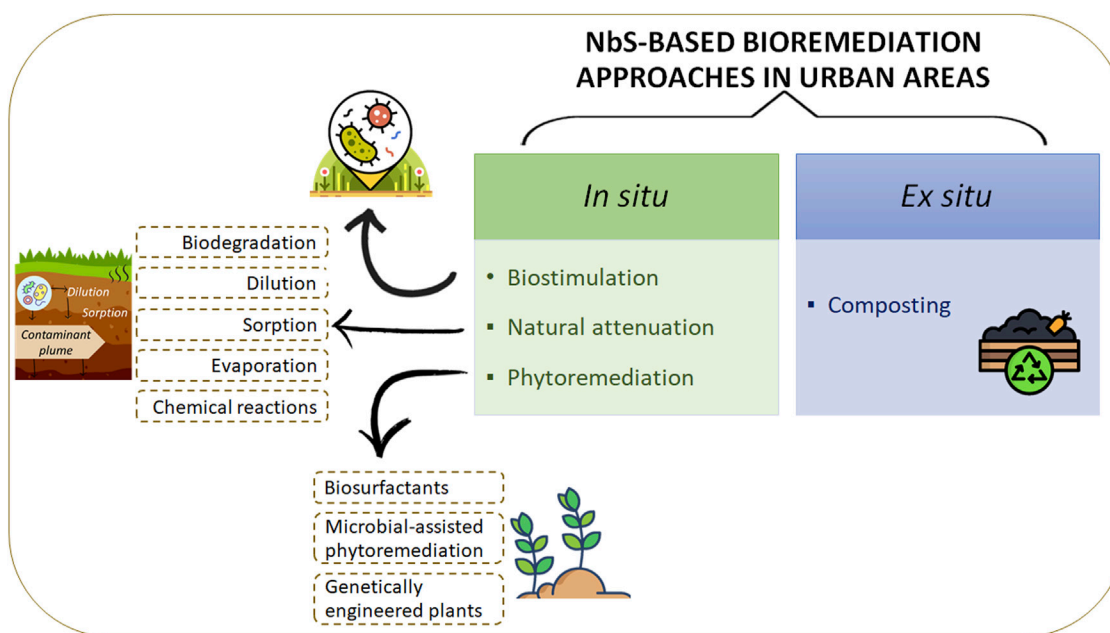 NbS-BASED BIOREMEDIATION
APPROACHES IN URBAN AREAS
In situ
Ex situ
• Biostimulation
▪ Natural attenuation
▪ Phytoremediation
▪ Composting
Biodegradation
Dilution
Sorption
Evaporation
Chemical reactions
Dilution
Sorption
Contaminant
plume
Biosurfactants
Microbial-assisted
phytoremediation
Genetically
engineered plants